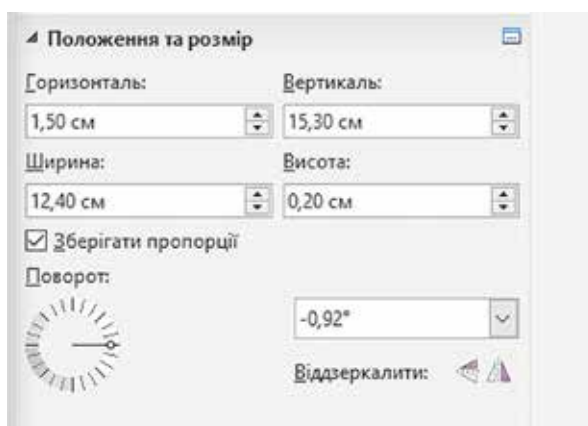 Положення та розмір
Горизонталь: Вертикаль:
1,50 см 15,30 см
Ширина: Висота:
12,40 см 0,20 см
Зберігати пропорції
Поворот:
-0,92°
Віддзеркалити: